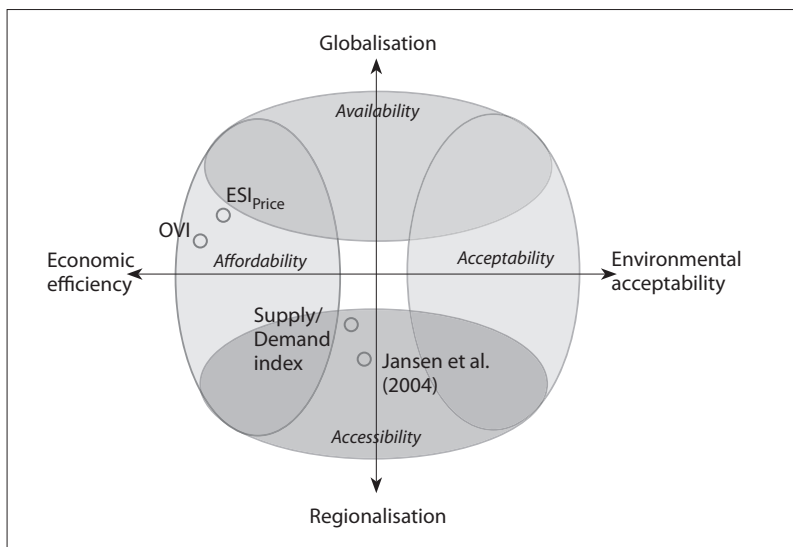 Globalisation
Availability
ESIPrice
OVI
Economic
efficiency
Affordability
Acceptability
Environmental
acceptability
Supply/
Demand
index
Jansen et al.
(2004)
Accessibility
Regionalisation